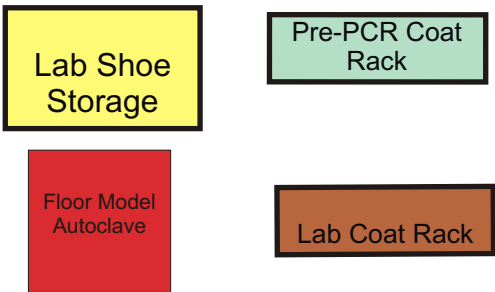 Lab Shoe
Storage
Pre-PCR Coat
Rack
Floor Model
Autoclave
Lab Coat Rack